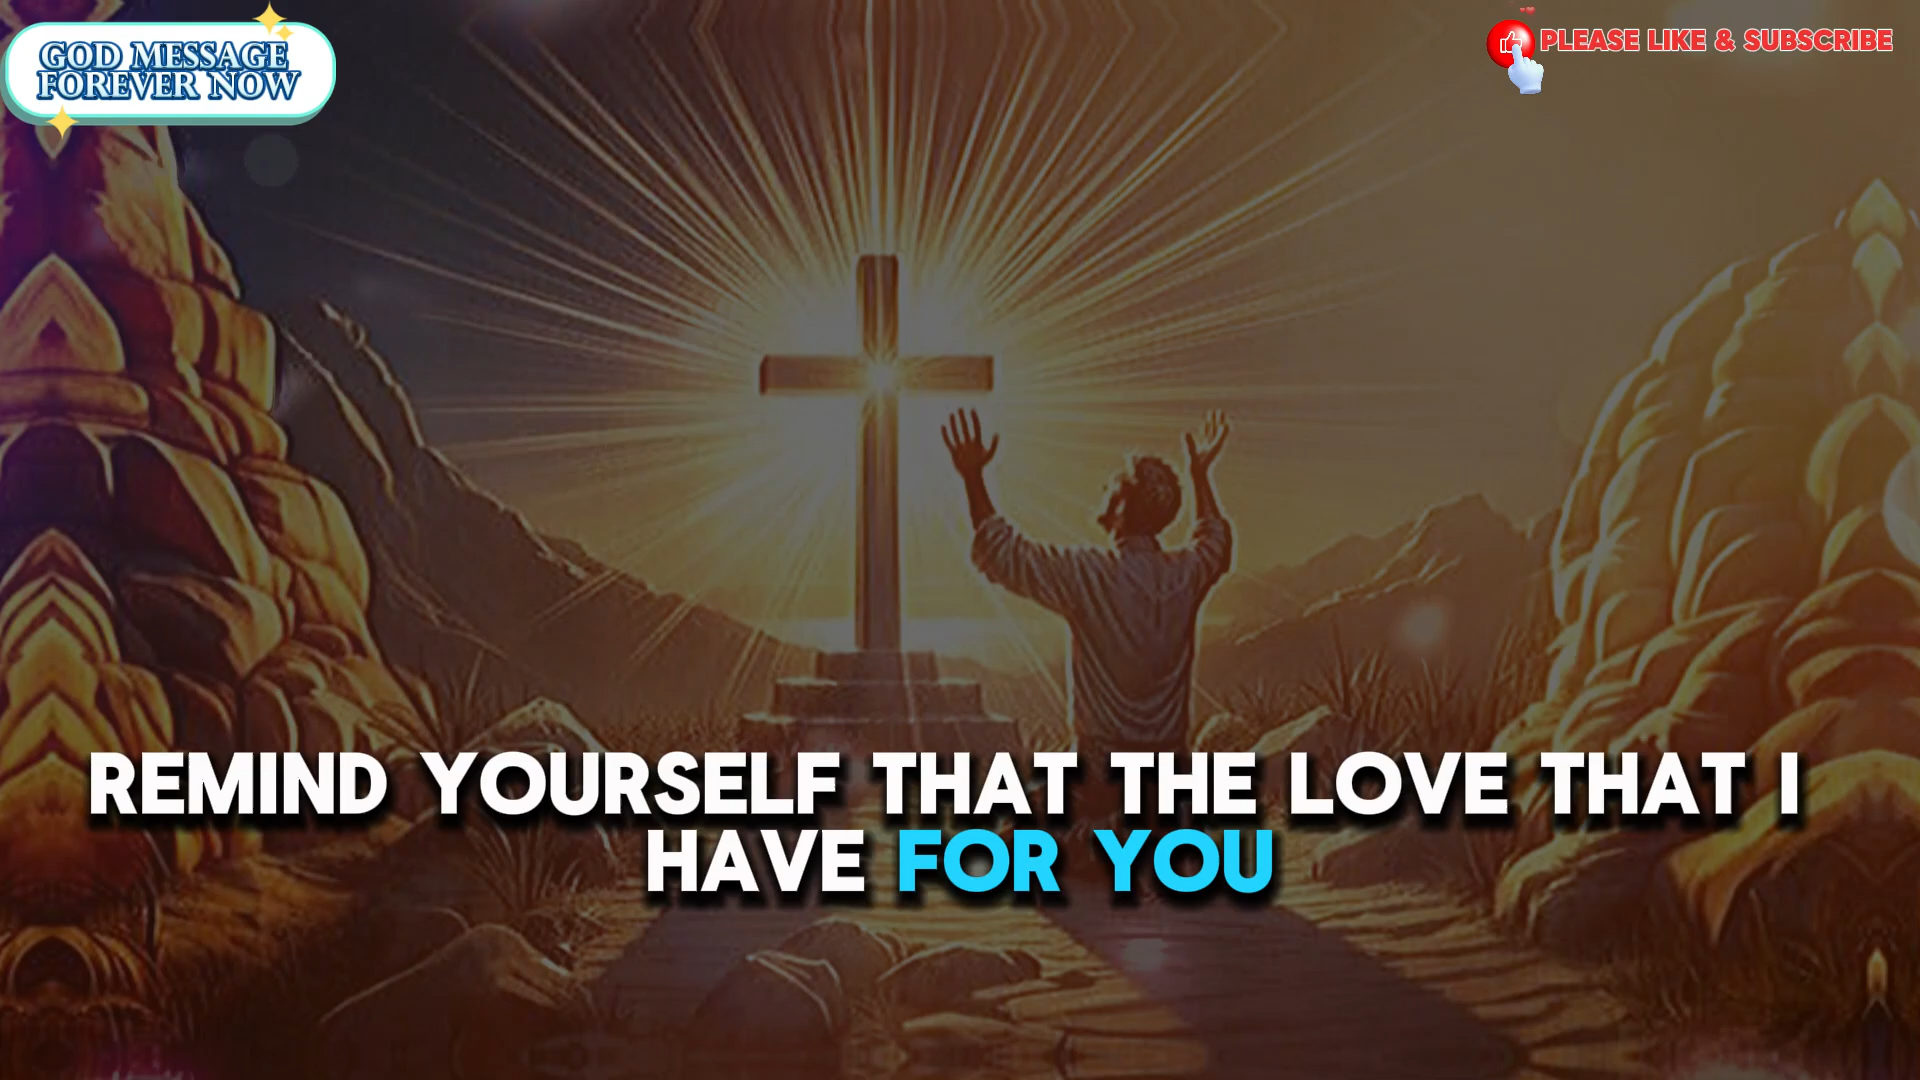 GOD MESSAGE
FOREVER NOW
PLEASE LIKE & SUBSCRIBE
REMIND YOURSELF THAT THE LOVE THAT I
HAVE FOR YOU